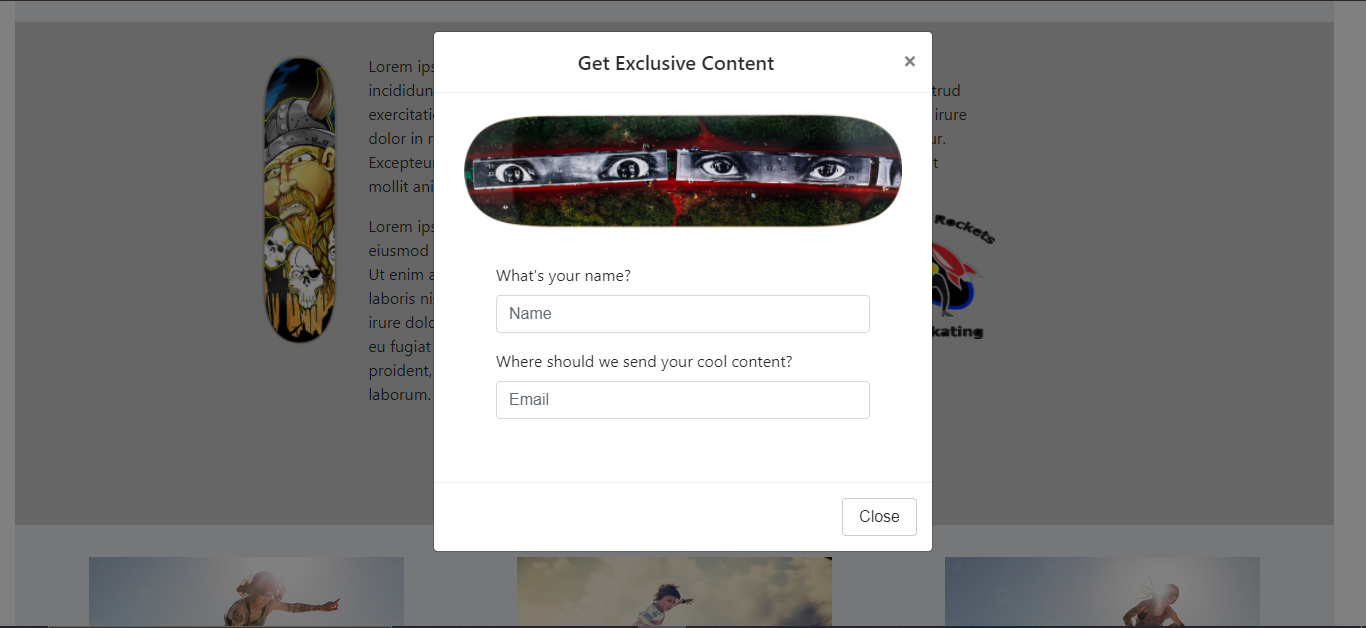 Get Exclusive Content
×
What's your name?
Name
Where should we send your cool content?
Email
Close
Lorem ips
incididun trud
exercitati irure
dolor in r ur.
Excepteu t
mollit ani
Lorem ips
eiusmod
Ut enim a
laboris ni
irure dolo
eu fugiat
proident,
laborum.
Rockets
kating